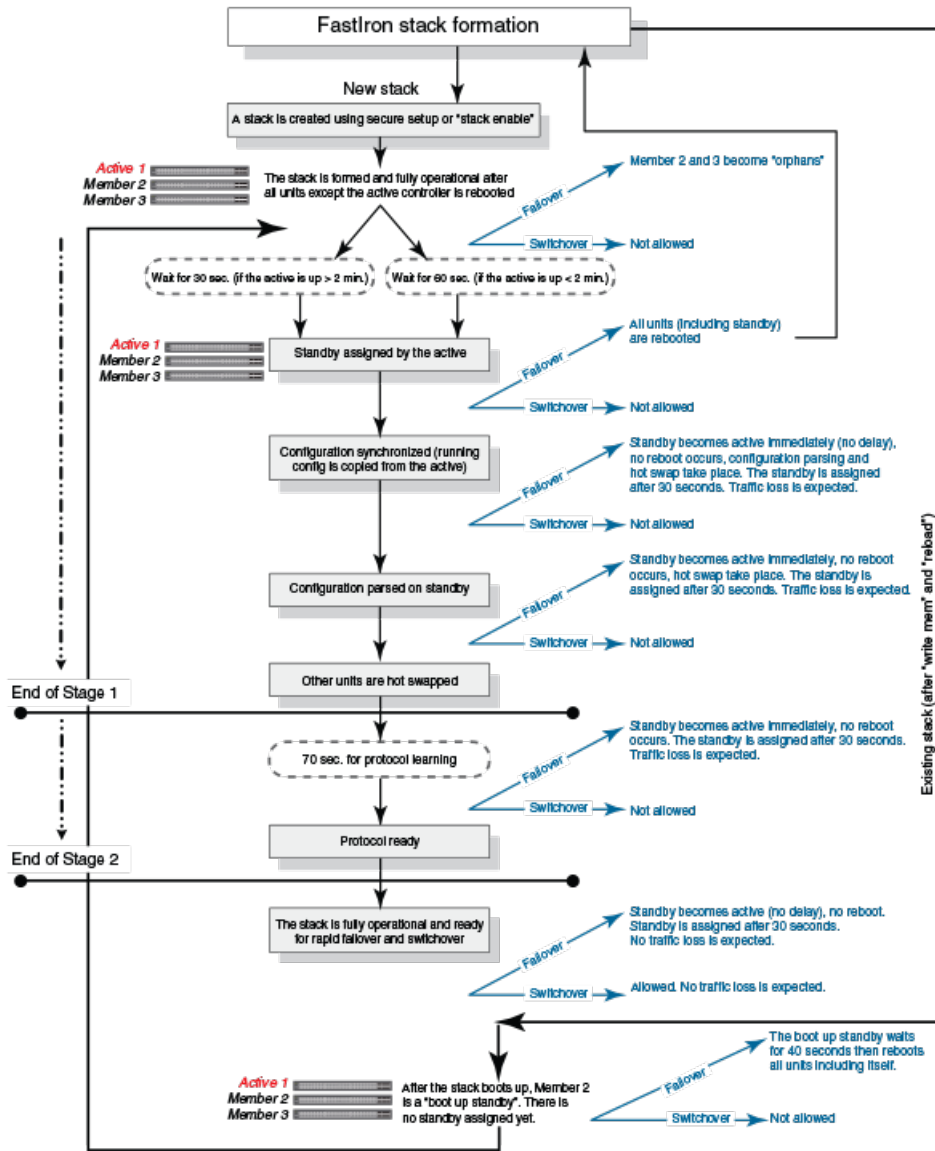 FastIron stack formation
New stack
A stack is created using secure setup or "stack enable"
Active 1
Member 2
Member 3
The stack is formed and fully operational after
all units except the active controller is rebooted
Failover
Member 2 and 3 become "orphans"
Switchover
Not allowed
Wait for 30 sec. (if the active is up > 2 min.)
Wait for 60 sec. (if the active is up < 2 min.)
Active 1
Member 2
Member 3
Standby assigned by the active
Failover
All units (including standby)
are rebooted
Switchover
Not allowed
Configuration synchronized (running
config is copied from the active)
Failover
Standby becomes active immediately (no delay),
no reboot occurs, configuration parsing and
hot swap take place. The standby is assigned
after 30 seconds. Traffic loss is expected.
Switchover
Not allowed
Configuration parsed on standby
Failover
Standby becomes active immediately, no reboot
occurs, hot swap take place. The standby is
assigned after 30 seconds. Traffic loss is expected.
Switchover
Not allowed
Other units are hot swapped
End of Stage 1
70 sec. for protocol learning
Failover
Standby becomes active immediately, no reboot
occurs. The standby is assigned after 30 seconds.
Traffic loss is expected.
Switchover
Not allowed
Protocol ready
End of Stage 2
The stack is fully operational and ready
for rapid failover and switchover
Failover
Standby becomes active (no delay), no reboot.
Standby is assigned after 30 seconds.
No traffic loss is expected.
Switchover
Allowed. No traffic loss is expected.
Existing stack (after "write mem" and "reload")
Active 1
Member 2
Member 3
After the stack boots up, Member 2
is a "boot up standby". There is
no standby assigned yet.
Failover
The boot up standby waits
for 40 seconds then reboots
all units including itself.
Switchover
Not allowed